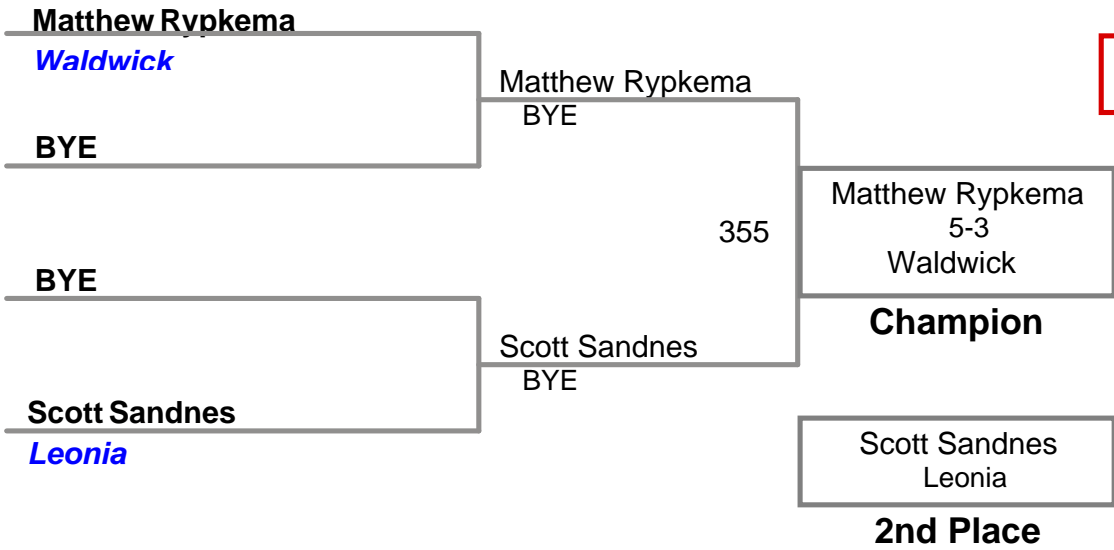 Matthew Rypkema
Waldwick
Matthew Rypkema
BYE
BYE
355
Matthew Rypkema
5-3
Waldwick
BYE
Champion
Scott Sandnes
BYE
Scott Sandnes
Leonia
Scott Sandnes
Leonia
2nd Place